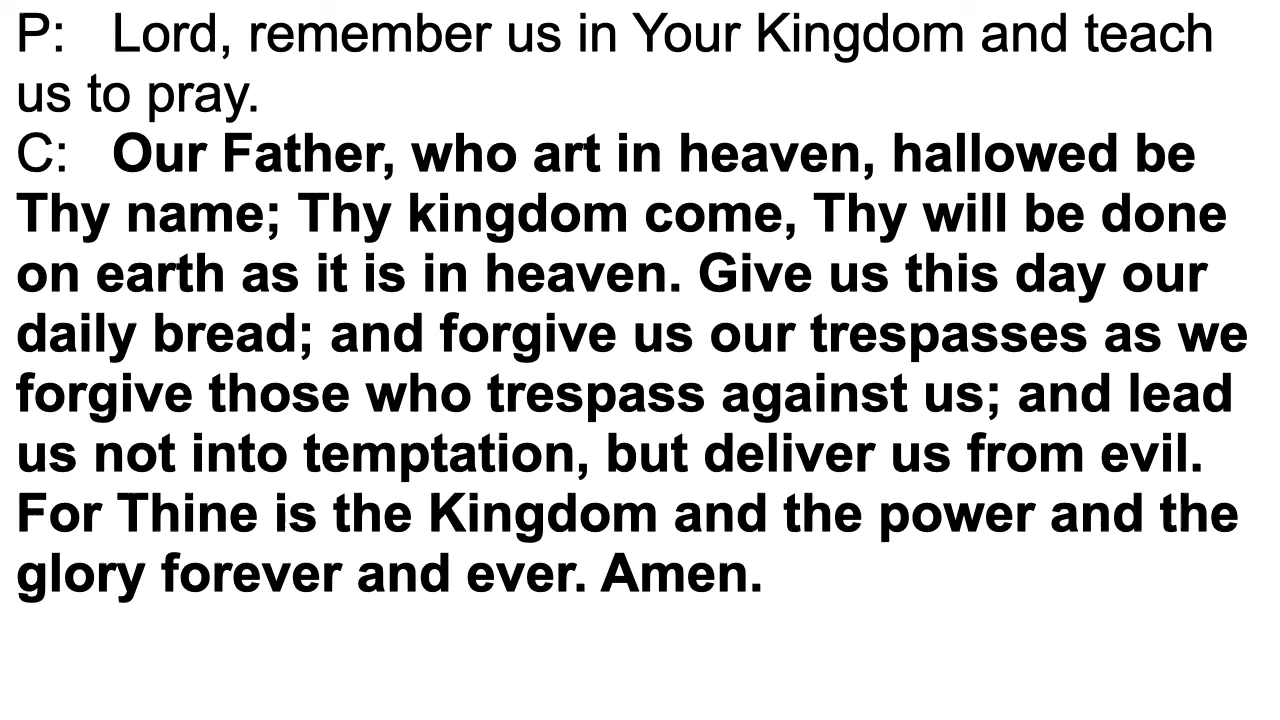 P: Lord, remember us in Your Kingdom and teach
us to pray.
C: Our Father, who art in heaven, hallowed be
Thy name; Thy kingdom come, Thy will be done
on earth as it is in heaven. Give us this day our
daily bread; and forgive us our trespasses as we
forgive those who trespass against us; and lead
us not into temptation, but deliver us from evil.
For Thine is the Kingdom and the power and the
glory forever and ever. Amen.